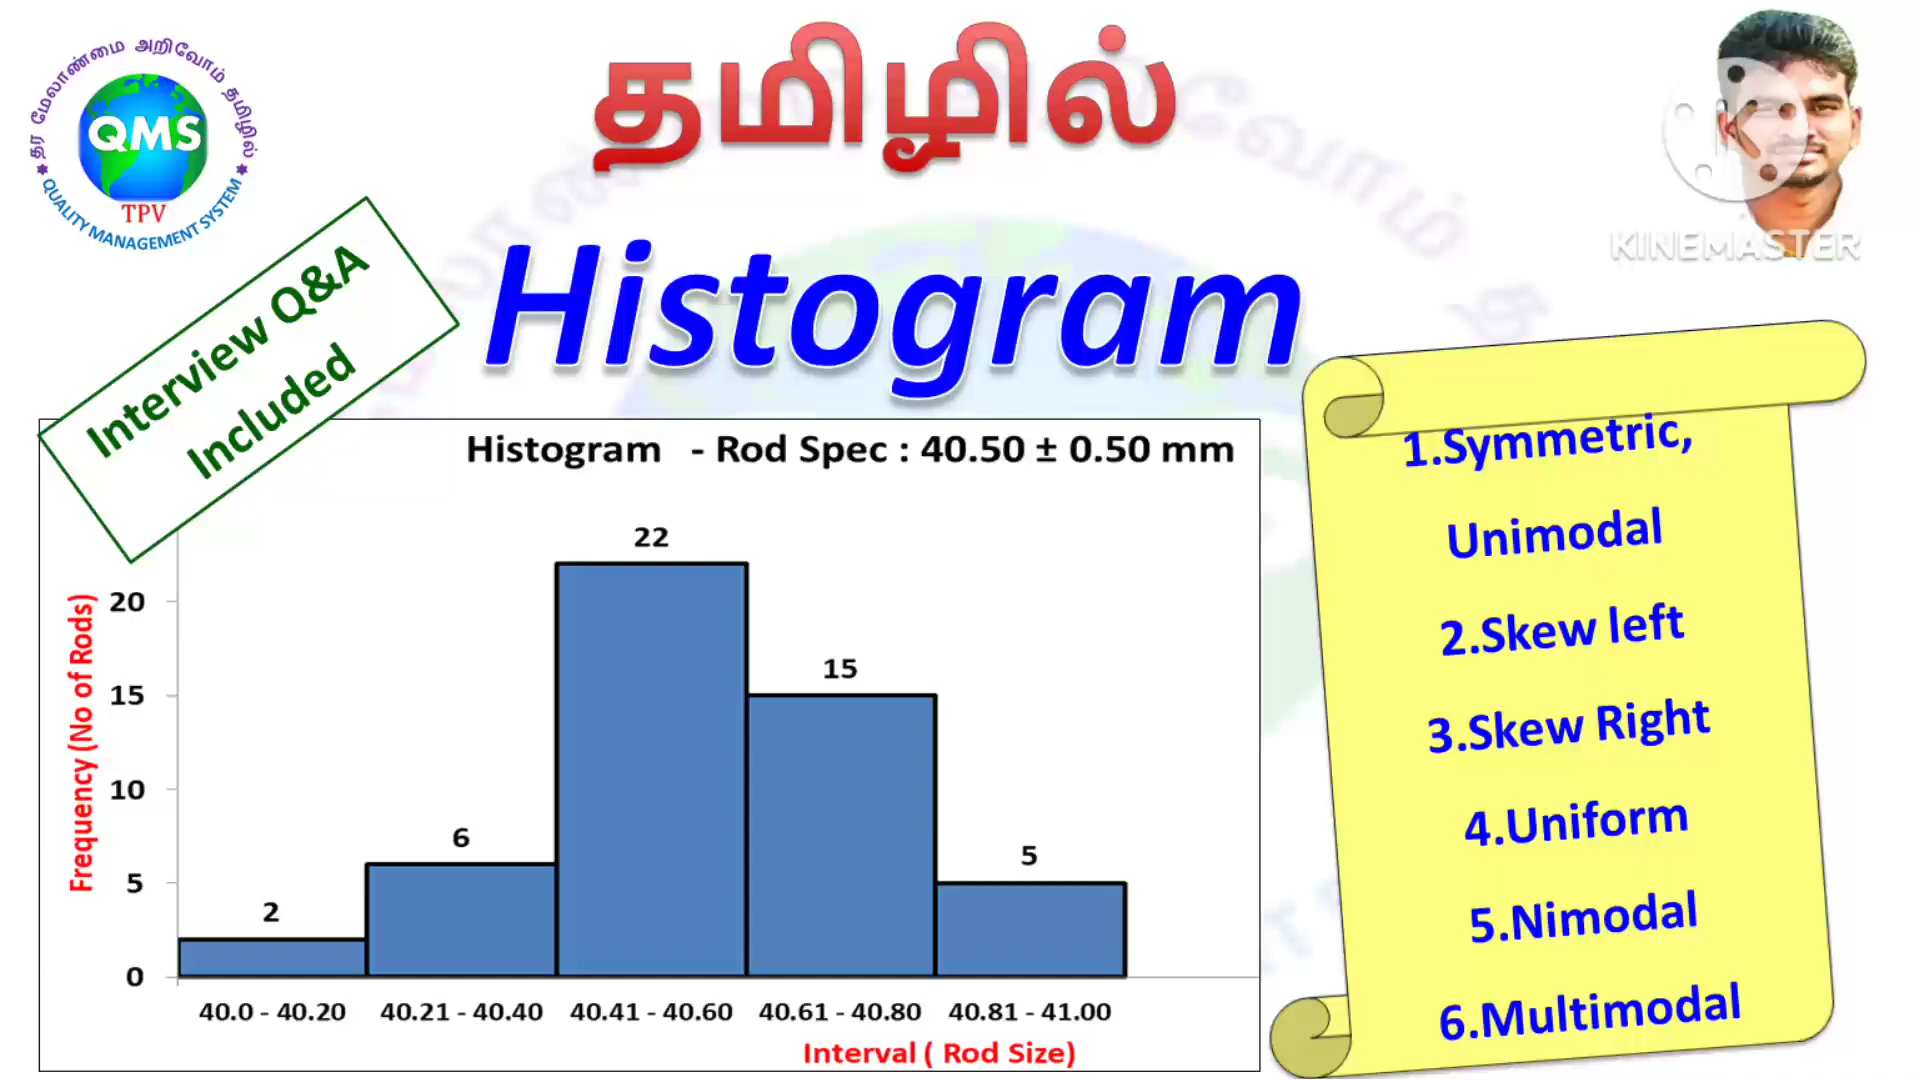 தர மேலாண்மை அறிவோம் தமிழில்
QMS
TPV
QUALITY MANAGEMENT SYSTEM
தமிழில்
KINEMASTER
Interview Q&A
Included
Histogram
Histogram - Rod Spec : 40.50 ± 0.50 mm
Frequency (No of Rods)
20
15
10
5
0
2
6
22
15
5
40.0 - 40.20
40.21 - 40.40
40.41 - 40.60
40.61 - 40.80
40.81 - 41.00
Interval ( Rod Size)
1.Symmetric,
Unimodal
2.Skew left
3.Skew Right
4.Uniform
5.Nimodal
6.Multimodal